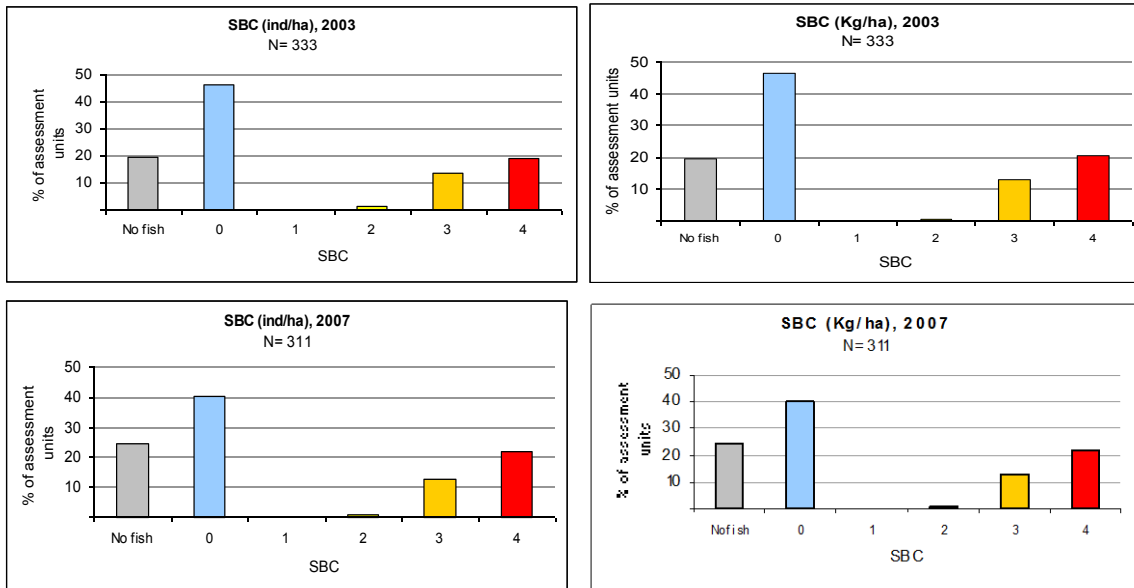 SBC (ind/ha), 2003
N= 333
% of assessment units
50
40
30
20
10
No fish 0 1 2 3 4
SBC
SBC (Kg/ha), 2003
N= 333
% of assessment units
50
40
30
20
10
No fish 0 1 2 3 4
SBC
SBC (ind/ha), 2007
N= 311
% of assessment units
50
40
30
20
10
No fish 0 1 2 3 4
SBC
SBC (Kg/ha), 2007
N= 311
% of assessment units
50
40
30
20
10
No fish 0 1 2 3 4
SBC